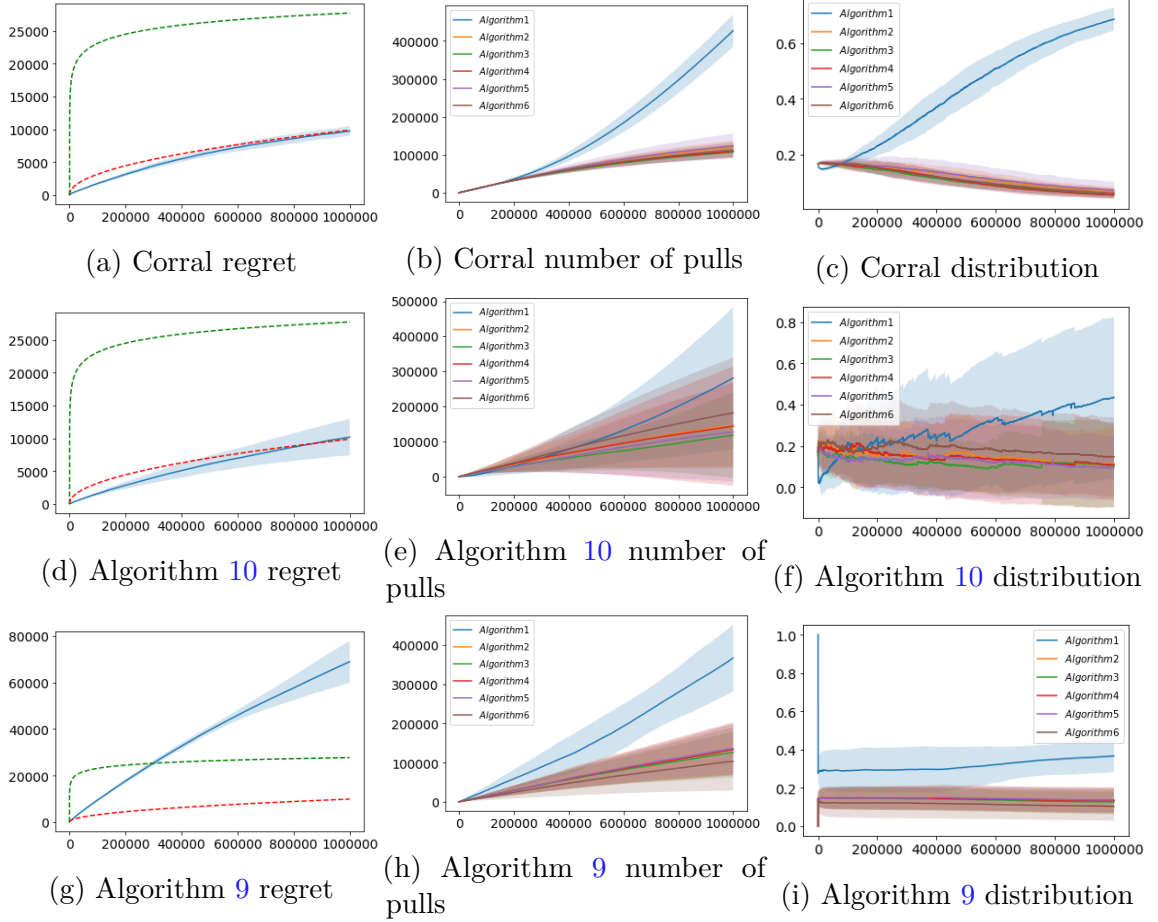 25000
20000
15000
10000
5000
0
0 200000 400000 600000 800000 1000000
(a) Corral regret
400000
300000
200000
100000
0
Algorithm1
Algorithm2
Algorithm3
Algorithm4
Algorithm5
Algorithm6
0 200000 400000 600000 800000 1000000
(b) Corral number of pulls
0.6
0.4
0.2
Algorithm1
Algorithm2
Algorithm3
Algorithm4
Algorithm5
Algorithm6
0 200000 400000 600000 800000 1000000
(c) Corral distribution
25000
20000
15000
10000
5000
0
0 200000 400000 600000 800000 1000000
(d) Algorithm 10 regret
500000
400000
300000
200000
100000
0
Algorithm1
Algorithm2
Algorithm3
Algorithm4
Algorithm5
Algorithm6
0 200000 400000 600000 800000 1000000
(e) Algorithm 10 number of
pulls
0.8
0.6
0.4
0.2
0.0
Algorithm1
Algorithm2
Algorithm3
Algorithm4
Algorithm5
Algorithm6
0 200000 400000 600000 800000 1000000
(f) Algorithm 10 distribution
80000
60000
40000
20000
0
0 200000 400000 600000 800000 1000000
(g) Algorithm 9 regret
400000
300000
200000
100000
0
Algorithm1
Algorithm2
Algorithm3
Algorithm4
Algorithm5
Algorithm6
0 200000 400000 600000 800000 1000000
(h) Algorithm 9 number of
pulls
1.0
0.8
0.6
0.4
0.2
0.0
Algorithm1
Algorithm2
Algorithm3
Algorithm4
Algorithm5
Algorithm6
0 200000 400000 600000 800000 1000000
(i) Algorithm 9 distribution